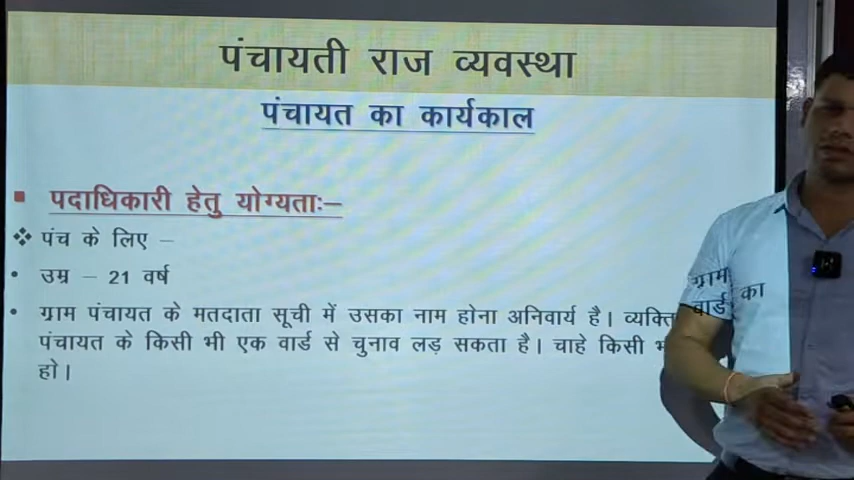 पंचायती राज व्यवस्था
पंचायत का कार्यकाल
▪ पदाधिकारी हेतु योग्यताः–
❖ पंच के लिए –
• उम्र – 21 वर्ष
• ग्राम पंचायत के मतदाता सूची में उसका नाम होना अनिवार्य है। व्यक्ति ग्राम
पंचायत के किसी भी एक वार्ड से चुनाव लड़ सकता है। चाहे किसी वार्ड का
हो।